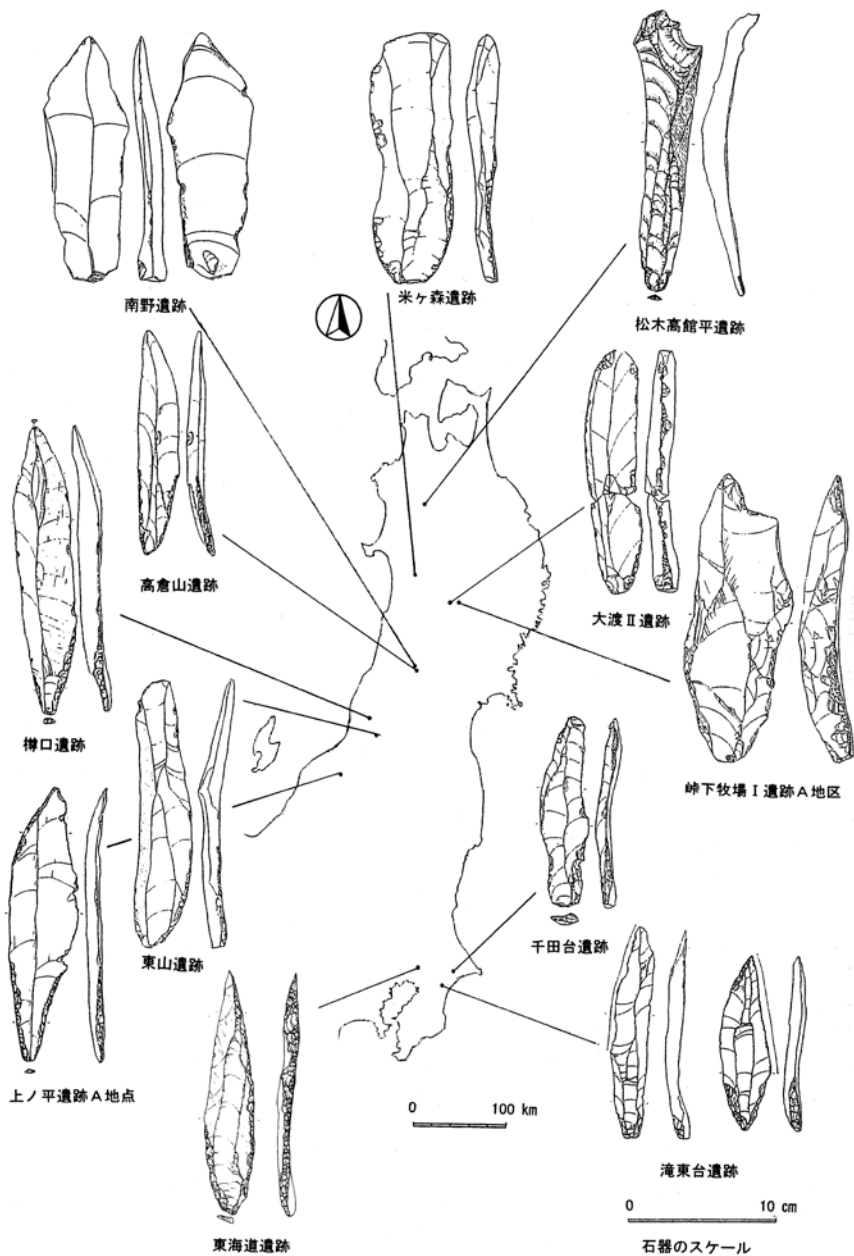 南野遺跡
米ヶ森遺跡
松木高館平遺跡
高倉山遺跡
大渡Ⅱ遺跡
樽口遺跡
峠下牧場Ⅰ遺跡A地区
千田台遺跡
東山遺跡
上ノ平遺跡A地点
0 100 km
滝東台遺跡
0 10 cm
東海道遺跡
石器のスケール